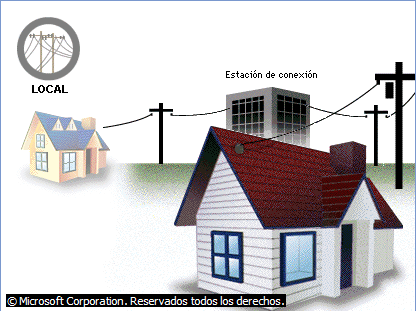 Estación de conexión
LOCAL
© Microsoft Corporation. Reservados todos los derechos.